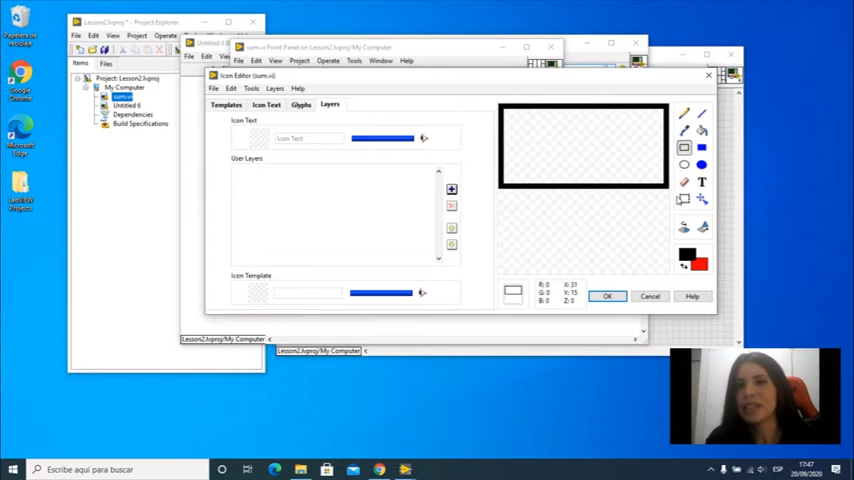 Papelera de reciclaje
Google Chrome
Microsoft Edge
LabVIEW Projects
Lesson2.lvproj * - Project Explorer
File Edit View Project Operate
Items Files
Project: Lesson2.lvproj
My Computer
sum.vi
Untitled 6
Dependencies
Build Specifications
Untitled 6
File Edit
sum.vi Front Panel on Lesson2.lvproj/My Computer
File Edit View Project Operate Tools Window Help
Icon Editor (sum.vi)
File Edit Tools Layers Help
Templates Icon Text Glyphs Layers
Icon Text
Icon Text
User Layers
Icon Template
R: 0 X: 31
G: 0 Y: 15
B: 0 Z: 0
OK Cancel Help
T
Lesson2.lvproj/My Computer
Lesson2.lvproj/My Computer
Escribe aquí para buscar
ESP
17:47
20/09/2020